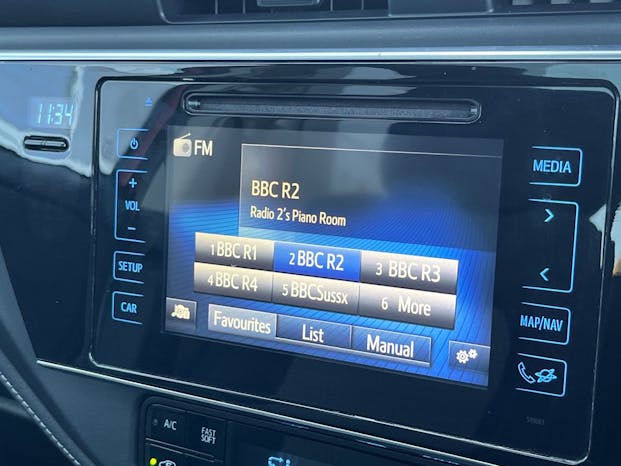 11:34
FM
MEDIA
+
VOL
−
BBC R2
Radio 2's Piano Room
1 BBC R1
2 BBC R2
3 BBC R3
4 BBC R4
5 BBCSussx
6 More
SETUP
CAR
Favourites
List
Manual
MAP/NAV
A/C
FAST
SOFT